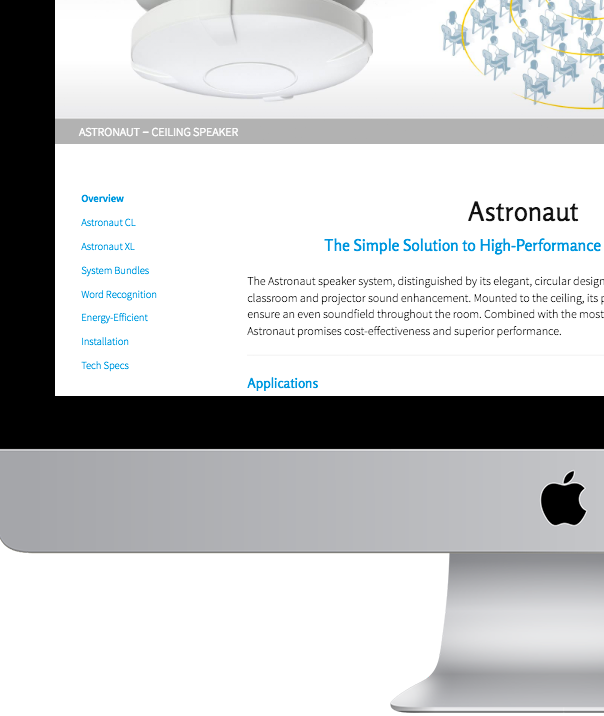 ASTRONAUT – CEILING SPEAKER
Overview
Astronaut CL
Astronaut XL
System Bundles
Word Recognition
Energy-Efficient
Installation
Tech Specs
Astronaut
The Simple Solution to High-Performance
The Astronaut speaker system, distinguished by its elegant, circular design
classroom and projector sound enhancement. Mounted to the ceiling, its
ensure an even soundfield throughout the room. Combined with the most
Astronaut promises cost-effectiveness and superior performance.
Applications